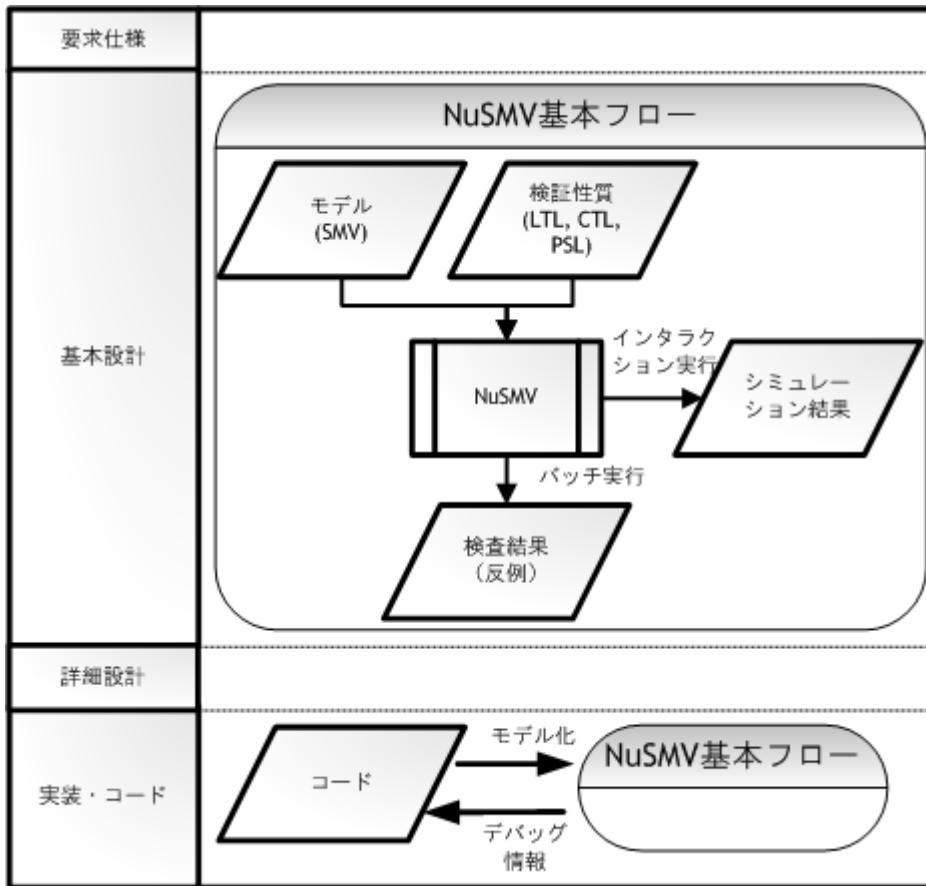 要求仕様
基本設計
NuSMV基本フロー
モデル
(SMV)
検証性質
(LTL, CTL,
PSL)
NuSMV
インタラク
ション実行
シミュレー
ション結果
バッチ実行
検査結果
（反例）
詳細設計
実装・コード
コード
モデル化
デバッグ
情報
NuSMV基本フロー